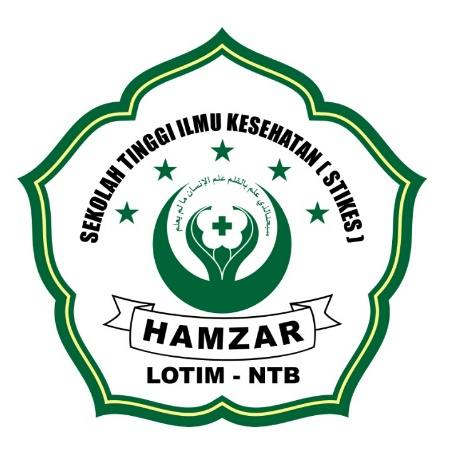 SEKOLAH TINGGI ILMU KESEHATAN ( STIKES )
علم بالقلم علم الإنسان ما لم يعلم
HAMZAR
LOTIM - NTB